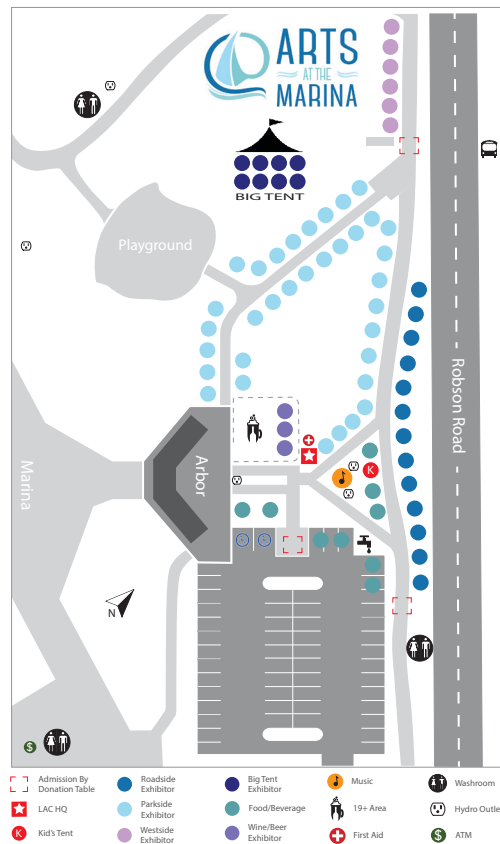 ARTS
AT THE
MARINA
BIG TENT
Playground
Robson Road
Marina
Arbor
K
N
$
Admission By
Donation Table
Roadside
Exhibitor
Big Tent
Exhibitor
Music
Washroom
LAC HQ
Parkside
Exhibitor
Food/Beverage
19+ Area
Hydro Outle
K
Kid's Tent
Westside
Exhibitor
Wine/Beer
Exhibitor
First Aid
$
ATM